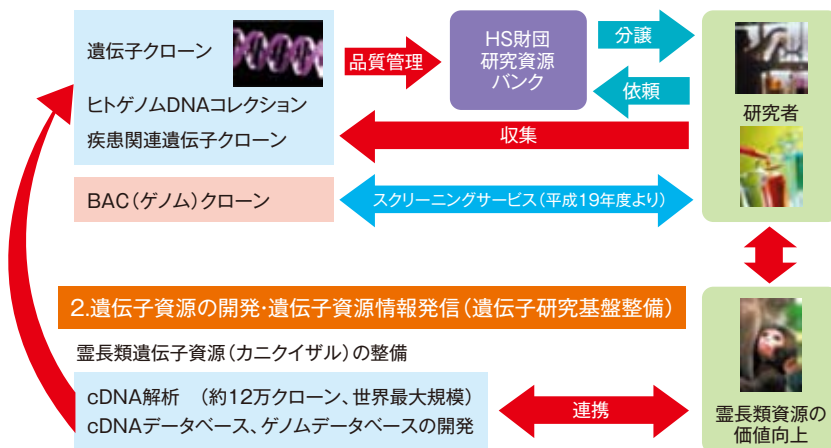 遺伝子クローン
ヒトゲノムDNAコレクション
疾患関連遺伝子クローン
品質管理
HS財団
研究資源
バンク
分譲
依頼
研究者
収集
BAC（ゲノム）クローン
スクリーニングサービス（平成19年度より）
2.遺伝子資源の開発・遺伝子資源情報発信（遺伝子研究基盤整備）
霊長類遺伝子資源（カニクイザル）の整備
cDNA解析　（約12万クローン、世界最大規模）
cDNAデータベース、ゲノムデータベースの開発
連携
霊長類資源の
価値向上